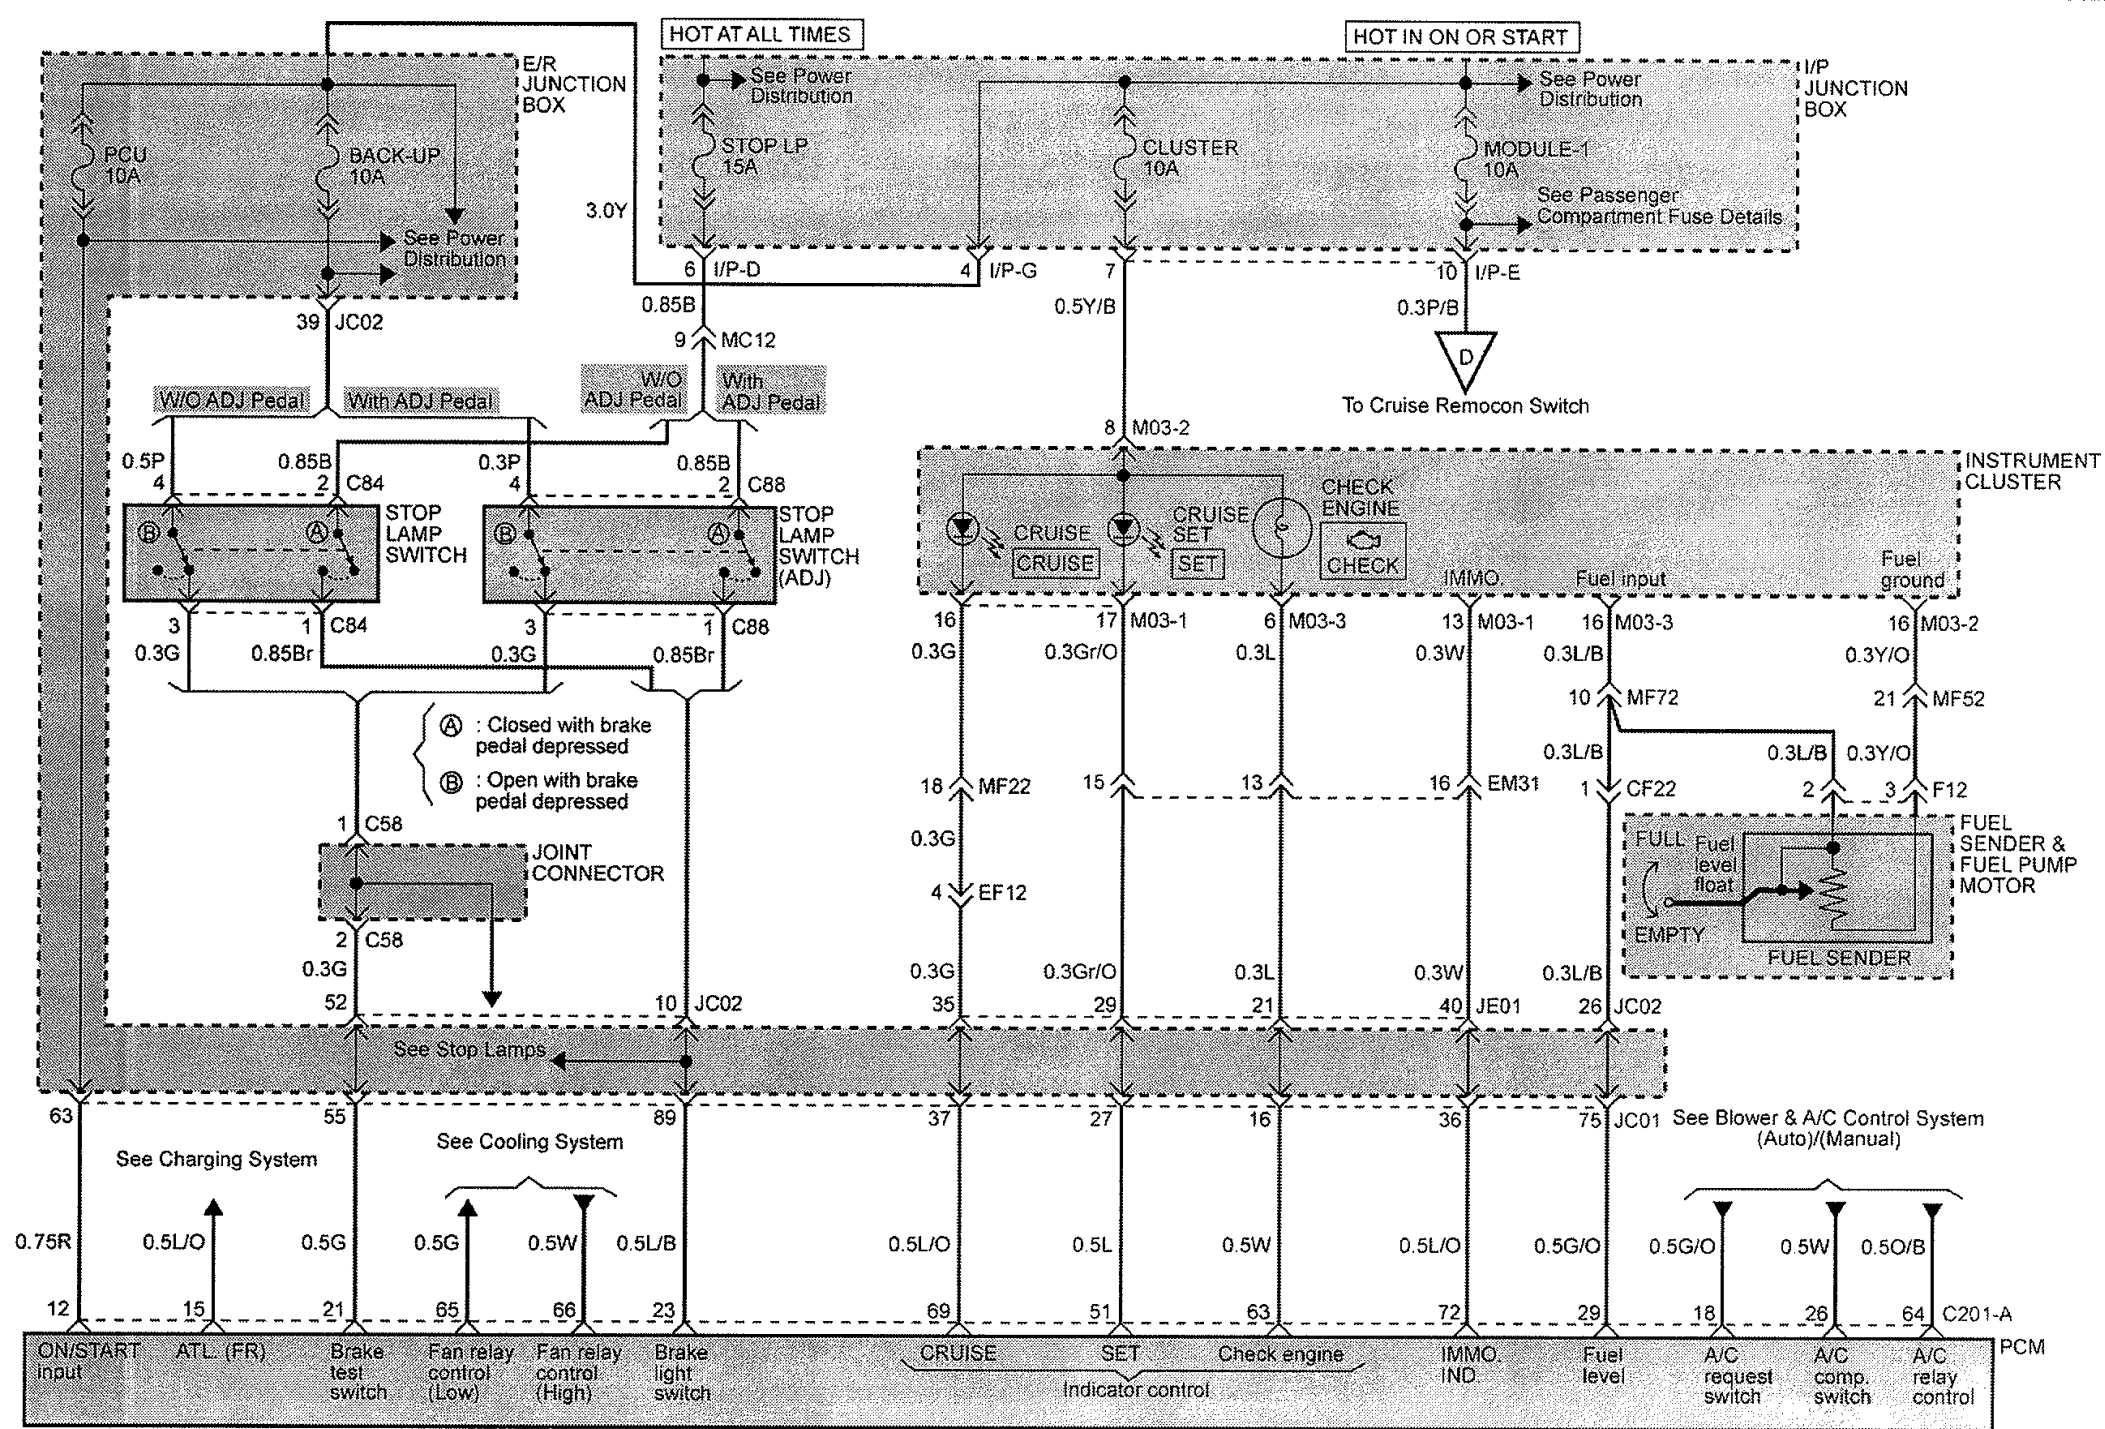 HOT AT ALL TIMES
HOT IN ON OR START
E/R
JUNCTION
BOX
See Power
Distribution
See Power
Distribution
I/P
JUNCTION
BOX
PCU
10A
BACK-UP
10A
STOP LP
15A
CLUSTER
10A
MODULE-1
10A
3.0Y
See Passenger
Compartment Fuse Details
See Power
Distribution
6 I/P-D
4 I/P-G
7
10 I/P-E
0.85B
0.5Y/B
0.3P/B
39 JC02
9 MC12
D
To Cruise Remocon Switch
W/O ADJ Pedal
With ADJ Pedal
W/O
ADJ Pedal
With
ADJ Pedal
8 M03-2
0.5P
0.85B
0.3P
0.85B
4
2 C84
4
2 C88
INSTRUMENT
CLUSTER
B
A
STOP
LAMP
SWITCH
B
A
STOP
LAMP
SWITCH
(ADJ)
CRUISE
CRUISE
CRUISE
SET
SET
CHECK
ENGINE
CHECK
IMMO.
Fuel input
Fuel
ground
3
1 C84
3
1 C88
16
17 M03-1
6 M03-3
13 M03-1
16 M03-3
16 M03-2
0.3G
0.85Br
0.3G
0.85Br
0.3G
0.3Gr/O
0.3L
0.3W
0.3L/B
0.3Y/O
10 MF72
21 MF52
A : Closed with brake
pedal depressed
B : Open with brake
pedal depressed
0.3L/B
0.3L/B
0.3Y/O
18 MF22
15
13
16 EM31
1 CF22
2
3 F12
1 C58
JOINT
CONNECTOR
0.3G
4 EF12
FULL
Fuel
level
float
EMPTY
FUEL SENDER
FUEL
SENDER &
FUEL PUMP
MOTOR
2 C58
0.3G
0.3G
0.3Gr/O
0.3L
0.3W
0.3L/B
52
10 JC02
35
29
21
40 JE01
26 JC02
See Stop Lamps
63
55
89
37
27
16
36
75 JC01
See Charging System
See Cooling System
See Blower & A/C Control System
(Auto)/(Manual)
0.75R
0.5L/O
0.5G
0.5G
0.5W
0.5L/B
0.5L/O
0.5L
0.5W
0.5L/O
0.5G/O
0.5G/O
0.5W
0.5O/B
12
15
21
65
66
23
69
51
63
72
29
18
26
64 C201-A
PCM
ON/START
input
ATL. (FR)
Brake
test
switch
Fan relay
control
(Low)
Fan relay
control
(High)
Brake
light
switch
CRUISE
SET
Check engine
Indicator control
IMMO.
IND.
Fuel
level
A/C
request
switch
A/C
comp.
switch
A/C
relay
control